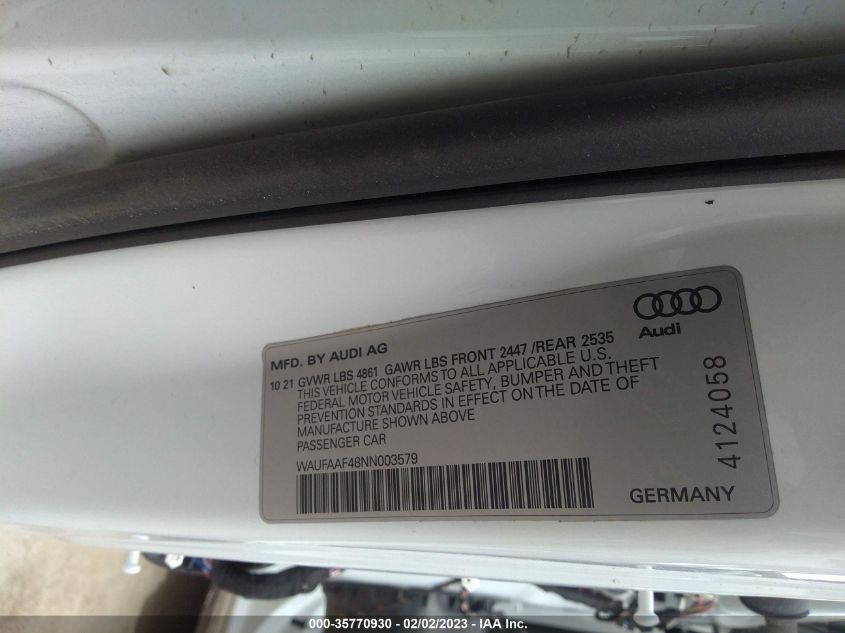 Audi
MFD. BY AUDI AG
10 21 GVWR LBS 4861 GAWR LBS FRONT 2447 /REAR 2535
THIS VEHICLE CONFORMS TO ALL APPLICABLE U.S.
FEDERAL MOTOR VEHICLE SAFETY, BUMPER AND THEFT
PREVENTION STANDARDS IN EFFECT ON THE DATE OF
MANUFACTURE SHOWN ABOVE
PASSENGER CAR
WAUFAAF48NN003579
4124058
GERMANY
000-35770930 - 02/02/2023 - IAA Inc.